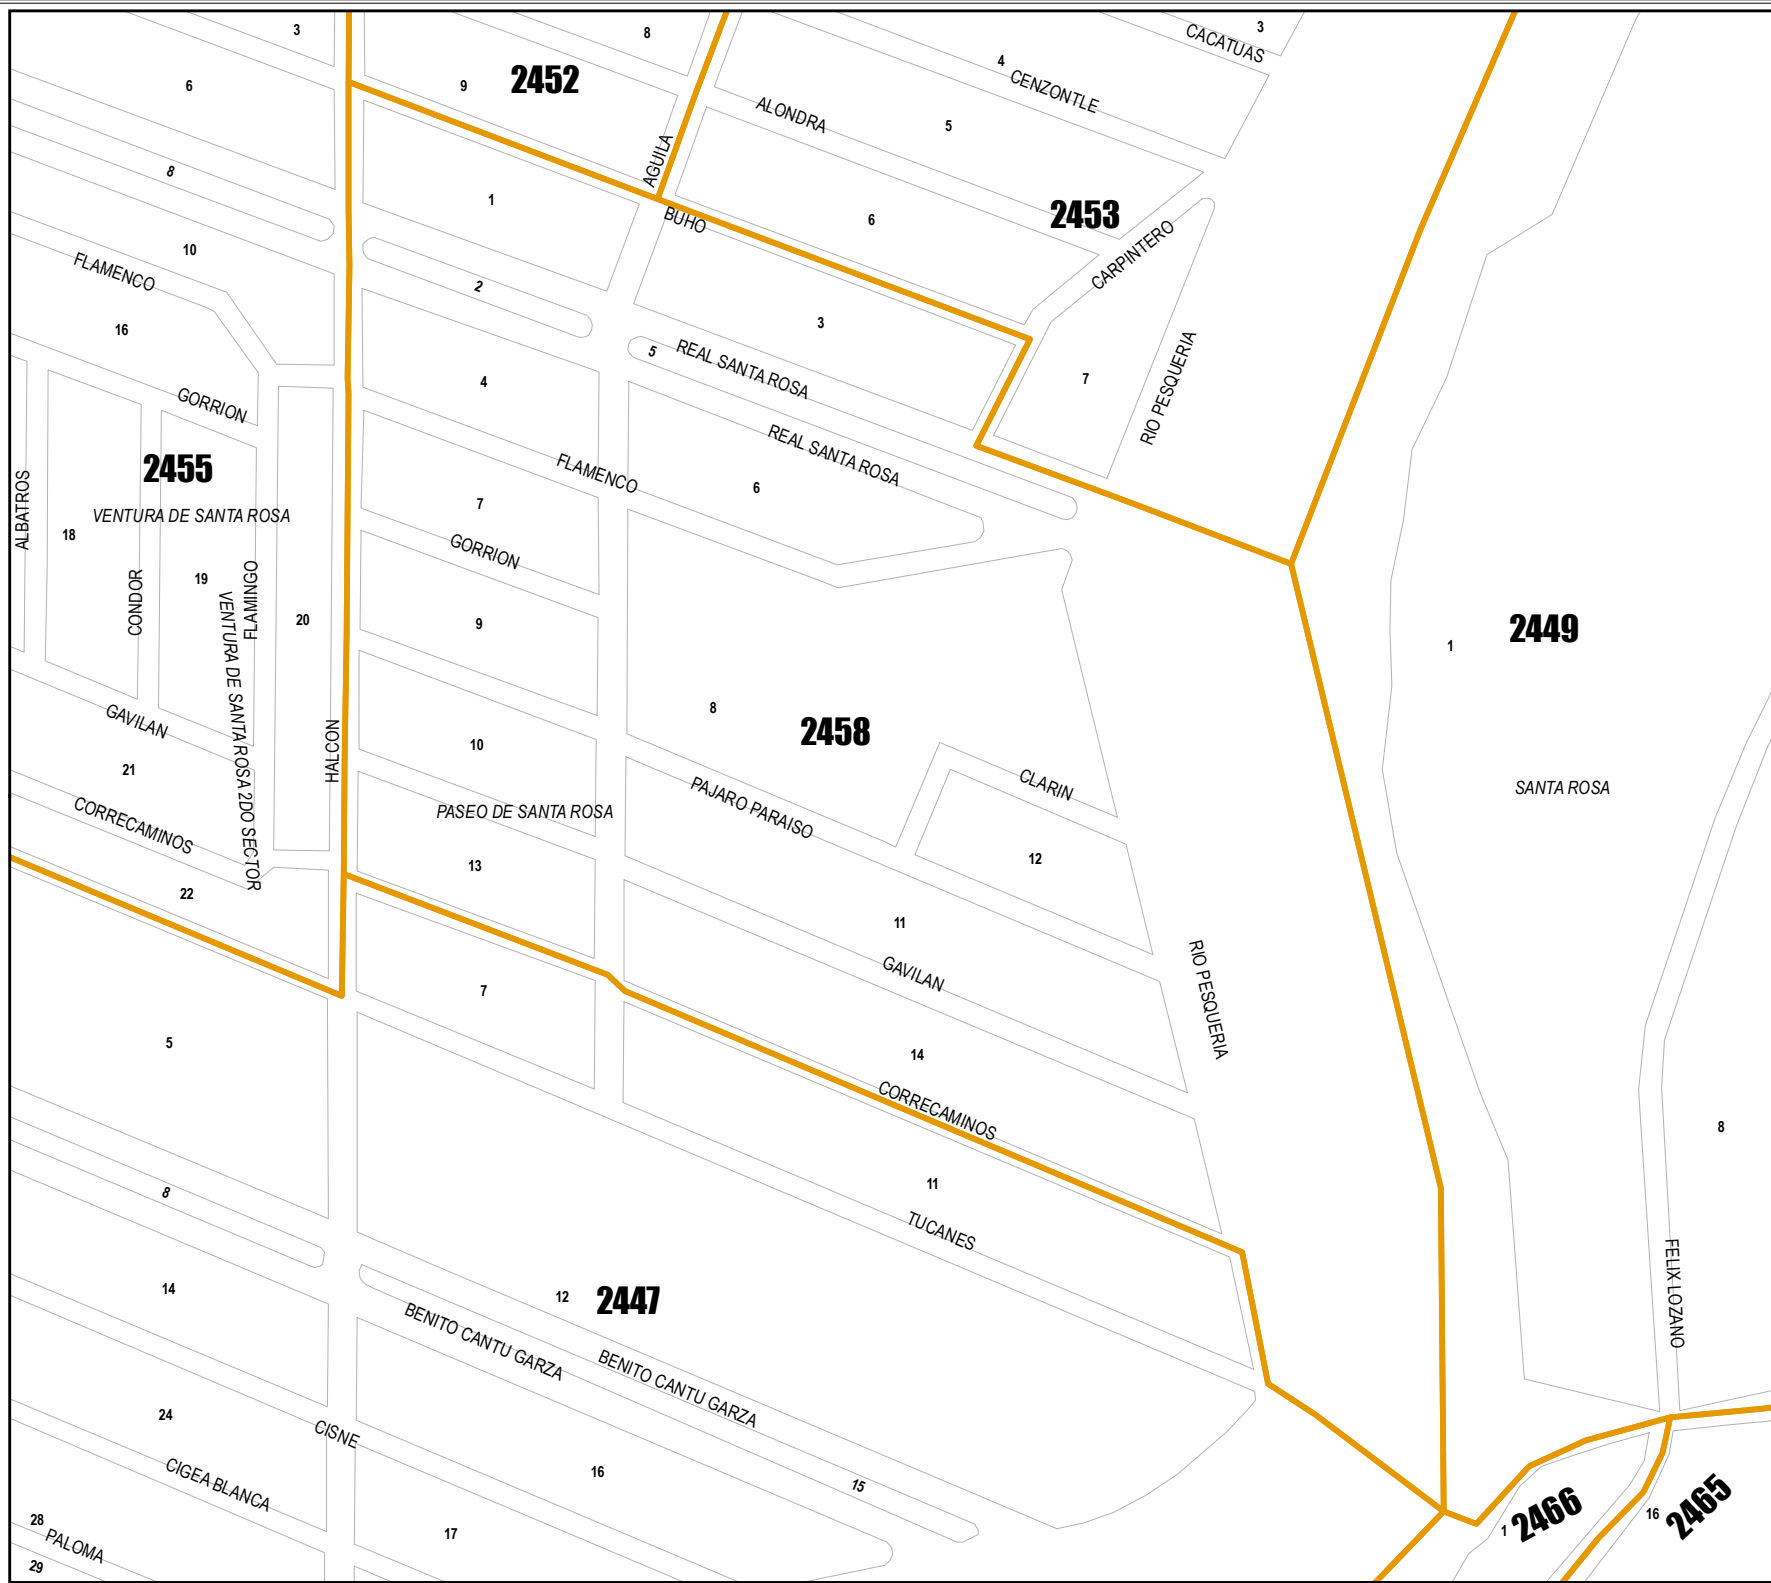 3
8
3
CACATUAS
6
9
2452
4
CENZONTLE
ALONDRA
5
8
AGUILA
1
BUHO
6
2453
10
FLAMENCO
2
CARPINTERO
16
3
5
REAL SANTA ROSA
RIO PESQUERIA
4
7
GORRION
REAL SANTA ROSA
2455
FLAMENCO
6
ALBATROS
VENTURA DE SANTA ROSA
18
7
GORRION
19
CONDOR
FLAMINGO
VENTURA DE SANTA ROSA 2DO SECTOR
20
9
2449
1
GAVILAN
HALCON
8
2458
10
21
CLARIN
SANTA ROSA
CORRECAMINOS
PASEO DE SANTA ROSA
PAJARO PARAISO
13
12
22
11
GAVILAN
RIO PESQUERIA
7
5
14
CORRECAMINOS
8
8
11
TUCANES
14
12
2447
FELIX LOZANO
BENITO CANTU GARZA
BENITO CANTU GARZA
24
CISNE
CIGEA BLANCA
16
15
28
PALOMA
17
1
2466
16
2465
29